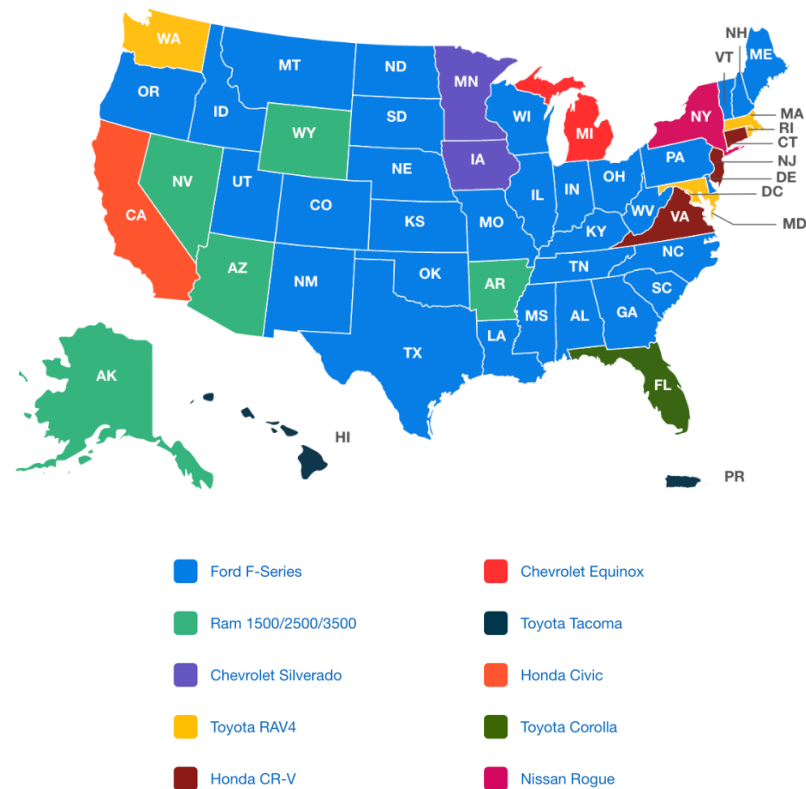 NH
WA
VT
ME
MT
ND
MN
OR
MA
ID
SD
WI
NY
RI
WY
MI
CT
IA
PA
NJ
NE
NV
OH
DE
IL
IN
UT
DC
CA
CO
WV
VA
MO
KS
KY
MD
NC
TN
AZ
OK
NM
AR
SC
MS
AL
GA
LA
TX
AK
FL
HI
PR
Ford F-Series
Chevrolet Equinox
Ram 1500/2500/3500
Toyota Tacoma
Chevrolet Silverado
Honda Civic
Toyota RAV4
Toyota Corolla
Honda CR-V
Nissan Rogue